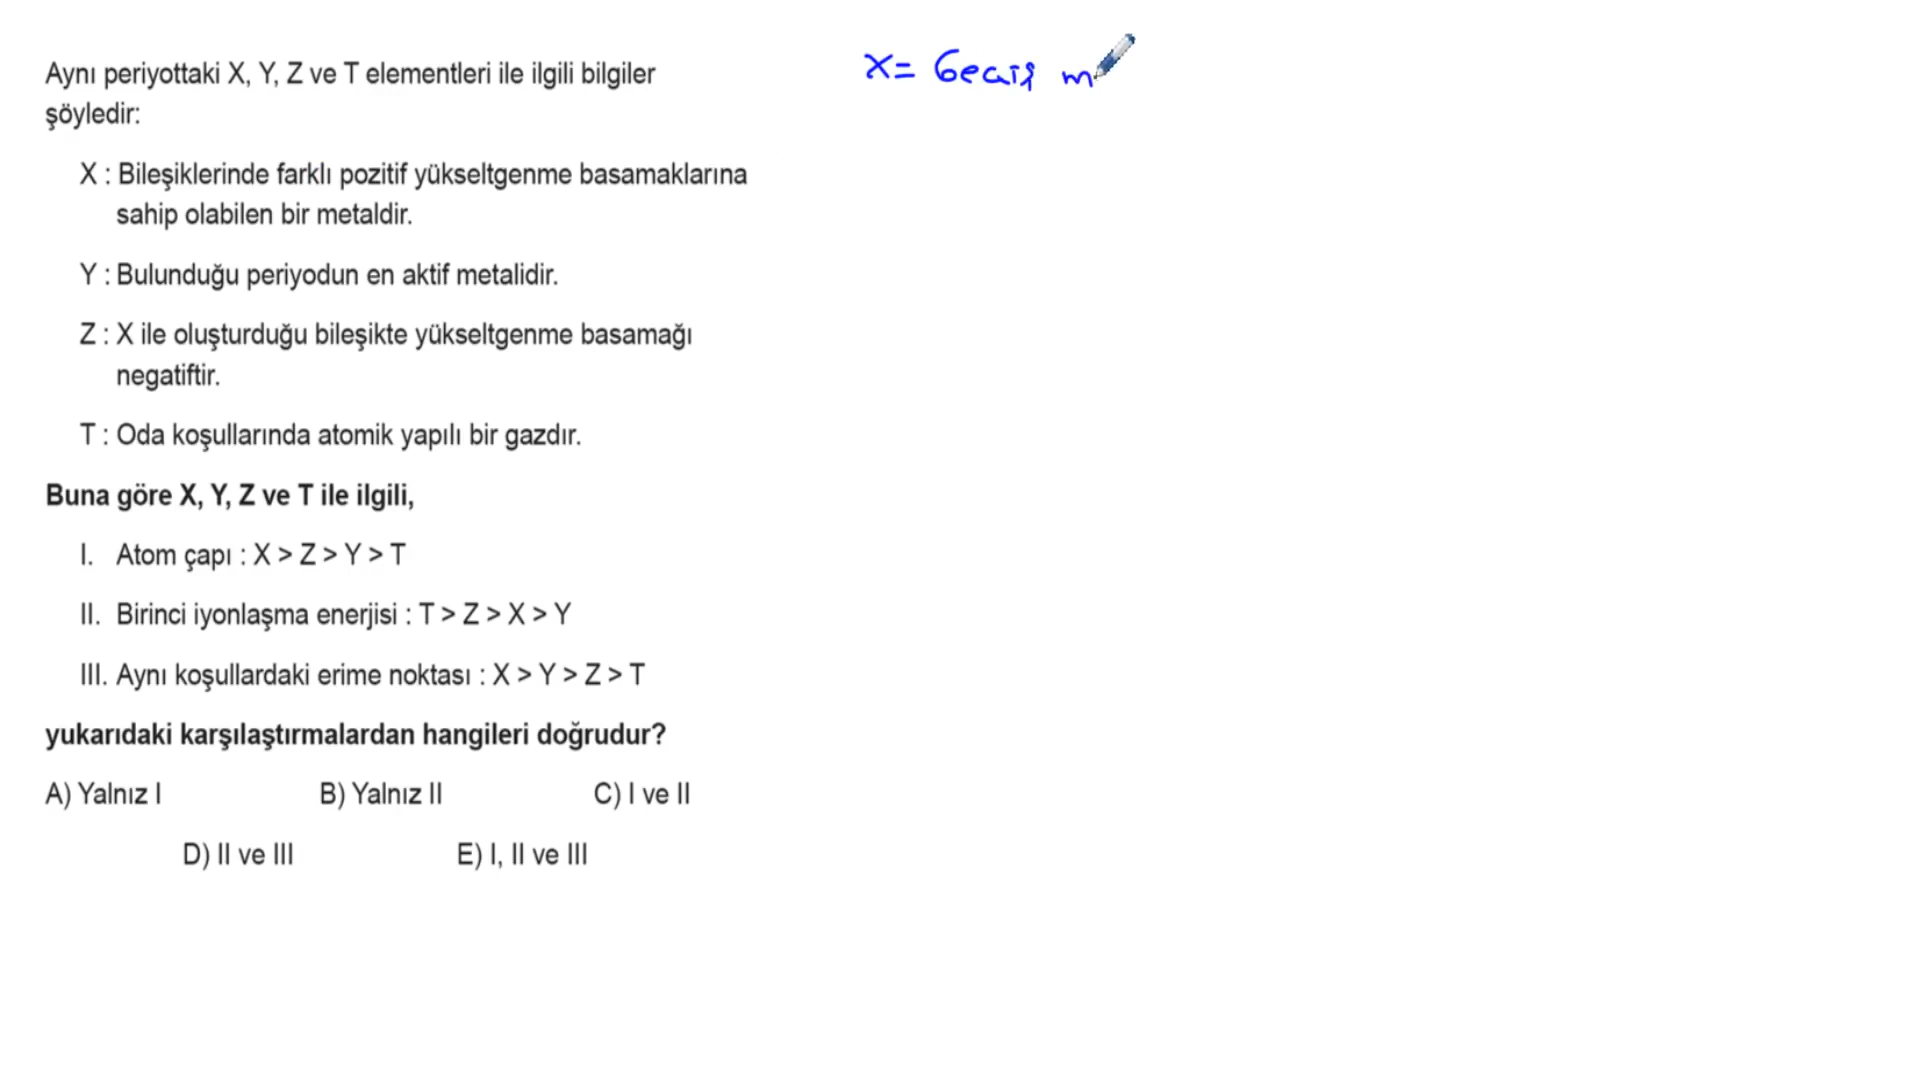 Aynı periyottaki X, Y, Z ve T elementleri ile ilgili bilgiler
şöyledir:
X : Bileşiklerinde farklı pozitif yükseltgenme basamaklarına
sahip olabilen bir metaldir.
Y : Bulunduğu periyodun en aktif metalidir.
Z : X ile oluşturduğu bileşikte yükseltgenme basamağı
negatiftir.
T : Oda koşullarında atomik yapılı bir gazdır.
Buna göre X, Y, Z ve T ile ilgili,
I. Atom çapı : X > Z > Y > T
II. Birinci iyonlaşma enerjisi : T > Z > X > Y
III. Aynı koşullardaki erime noktası : X > Y > Z > T
yukarıdaki karşılaştırmalardan hangileri doğrudur?
A) Yalnız I B) Yalnız II C) I ve II
D) II ve III E) I, II ve III
X= Geçiş m